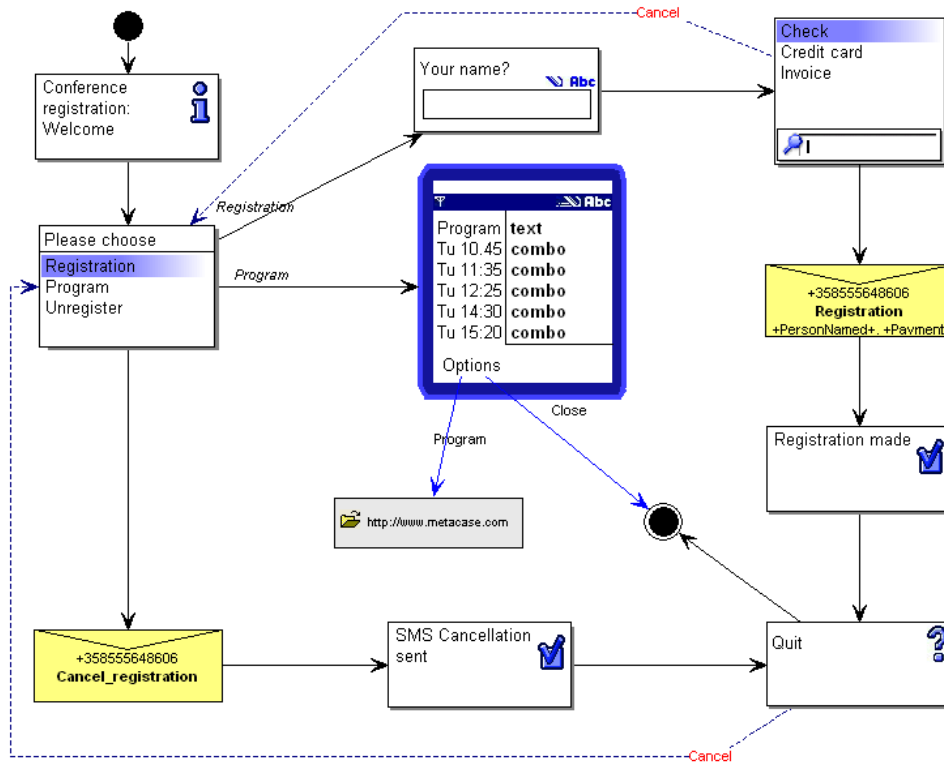 Cancel
Conference
registration:
Welcome
Your name?
Abc
Check
Credit card
Invoice
Registration
Please choose
Registration
Program
Unregister
Program
Abc
Program text
Tu 10.45 combo
Tu 11:35 combo
Tu 12:25 combo
Tu 14:30 combo
Tu 15:20 combo
Options
+358555648606
Registration
+PersonNamed+. +Payment
Close
Program
Registration made
http://www.metacase.com
+358555648606
Cancel_registration
SMS Cancellation
sent
Quit
Cancel